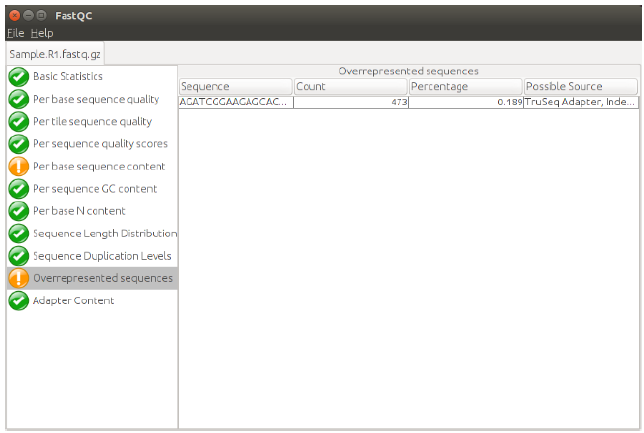 FastQC
File Help
Sample.R1.fastq.gz
Basic Statistics
Per base sequence quality
Per tile sequence quality
Per sequence quality scores
Per base sequence content
Per sequence GC content
Per base N content
Sequence Length Distribution
Sequence Duplication Levels
Overrepresented sequences
Adapter Content
Overrepresented sequences
Sequence Count Percentage Possible Source
AGATCGGAAGAGCAC... 473 0.189 TruSeq Adapter, Inde...